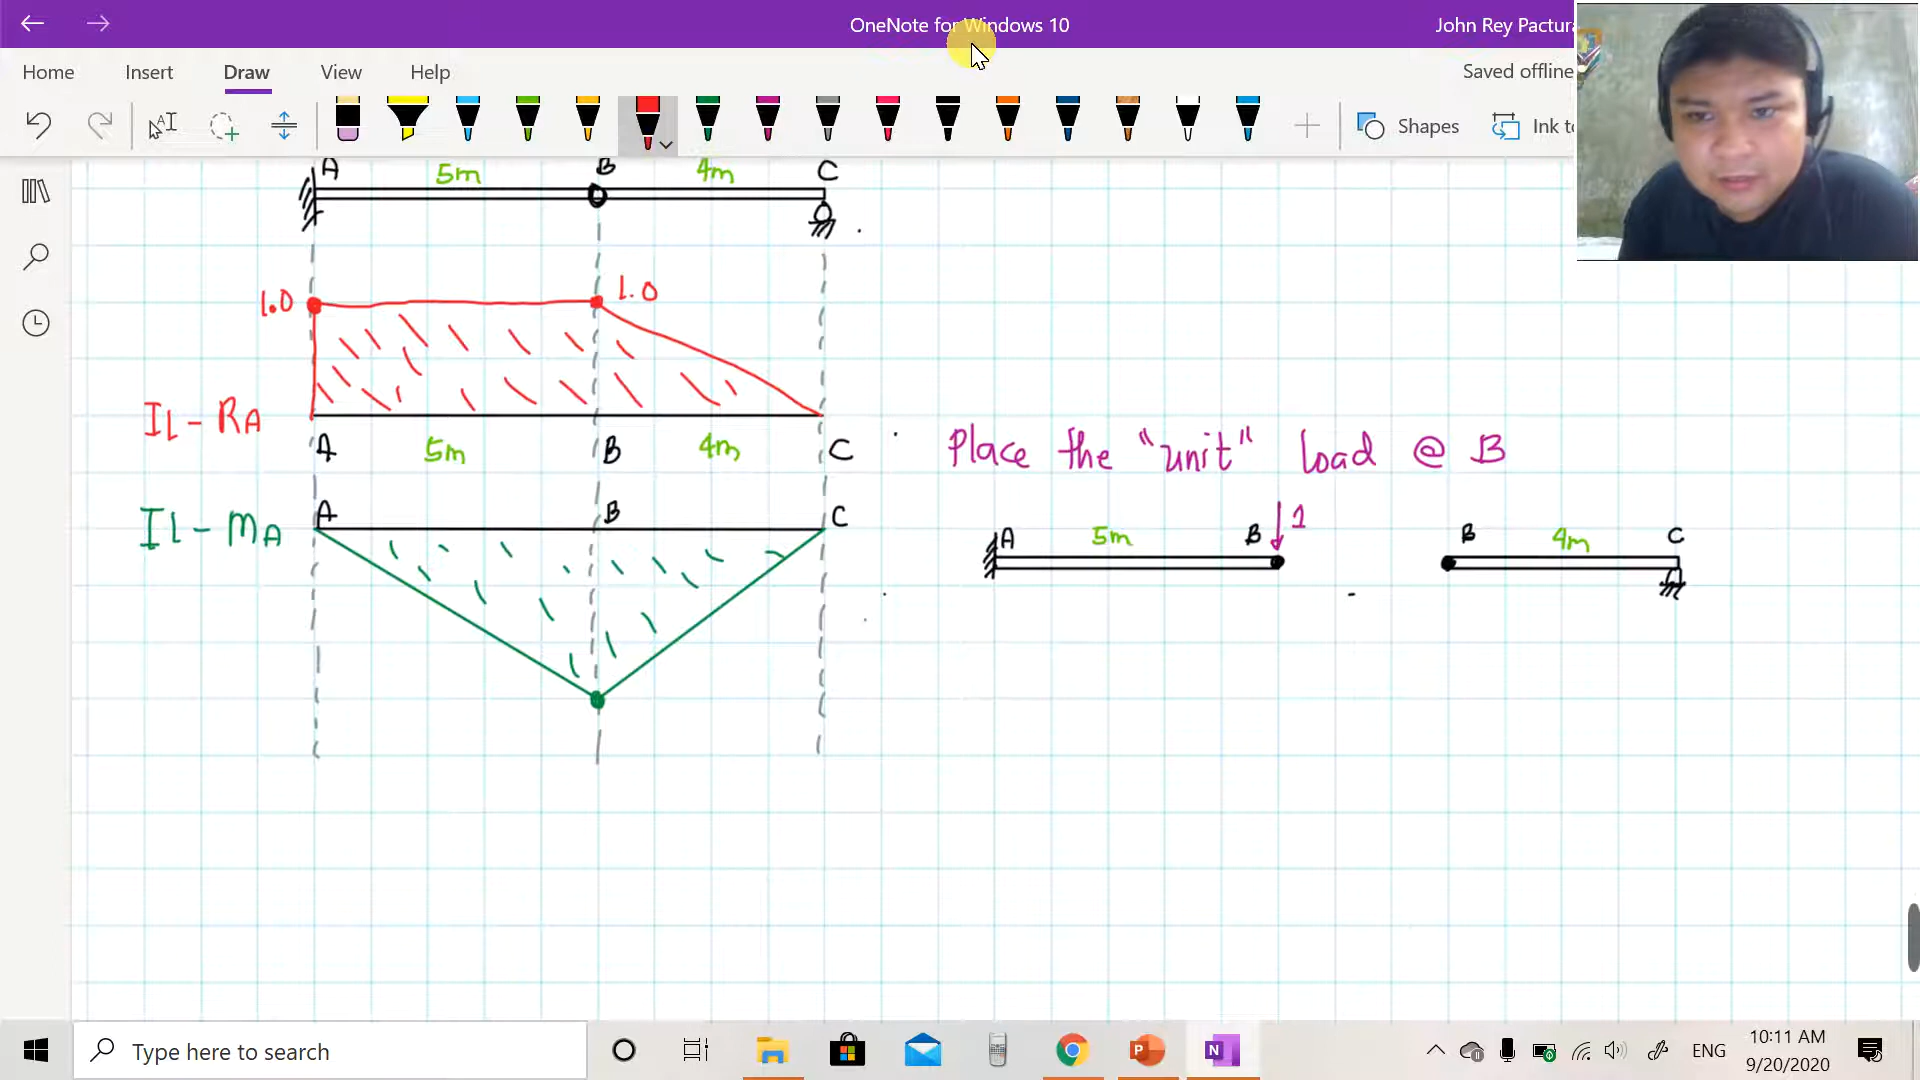 OneNote for Windows 10
John Rey Pactura
Home Insert Draw View Help
Saved offline
Shapes
Ink to
A 5m B 4m C
1.0 1.0
IL - RA
A 5m B 4m C
Place the "unit" load @ B
IL - MA
A B C
A 5m B 1
B 4m C
Type here to search
ENG
10:11 AM
9/20/2020